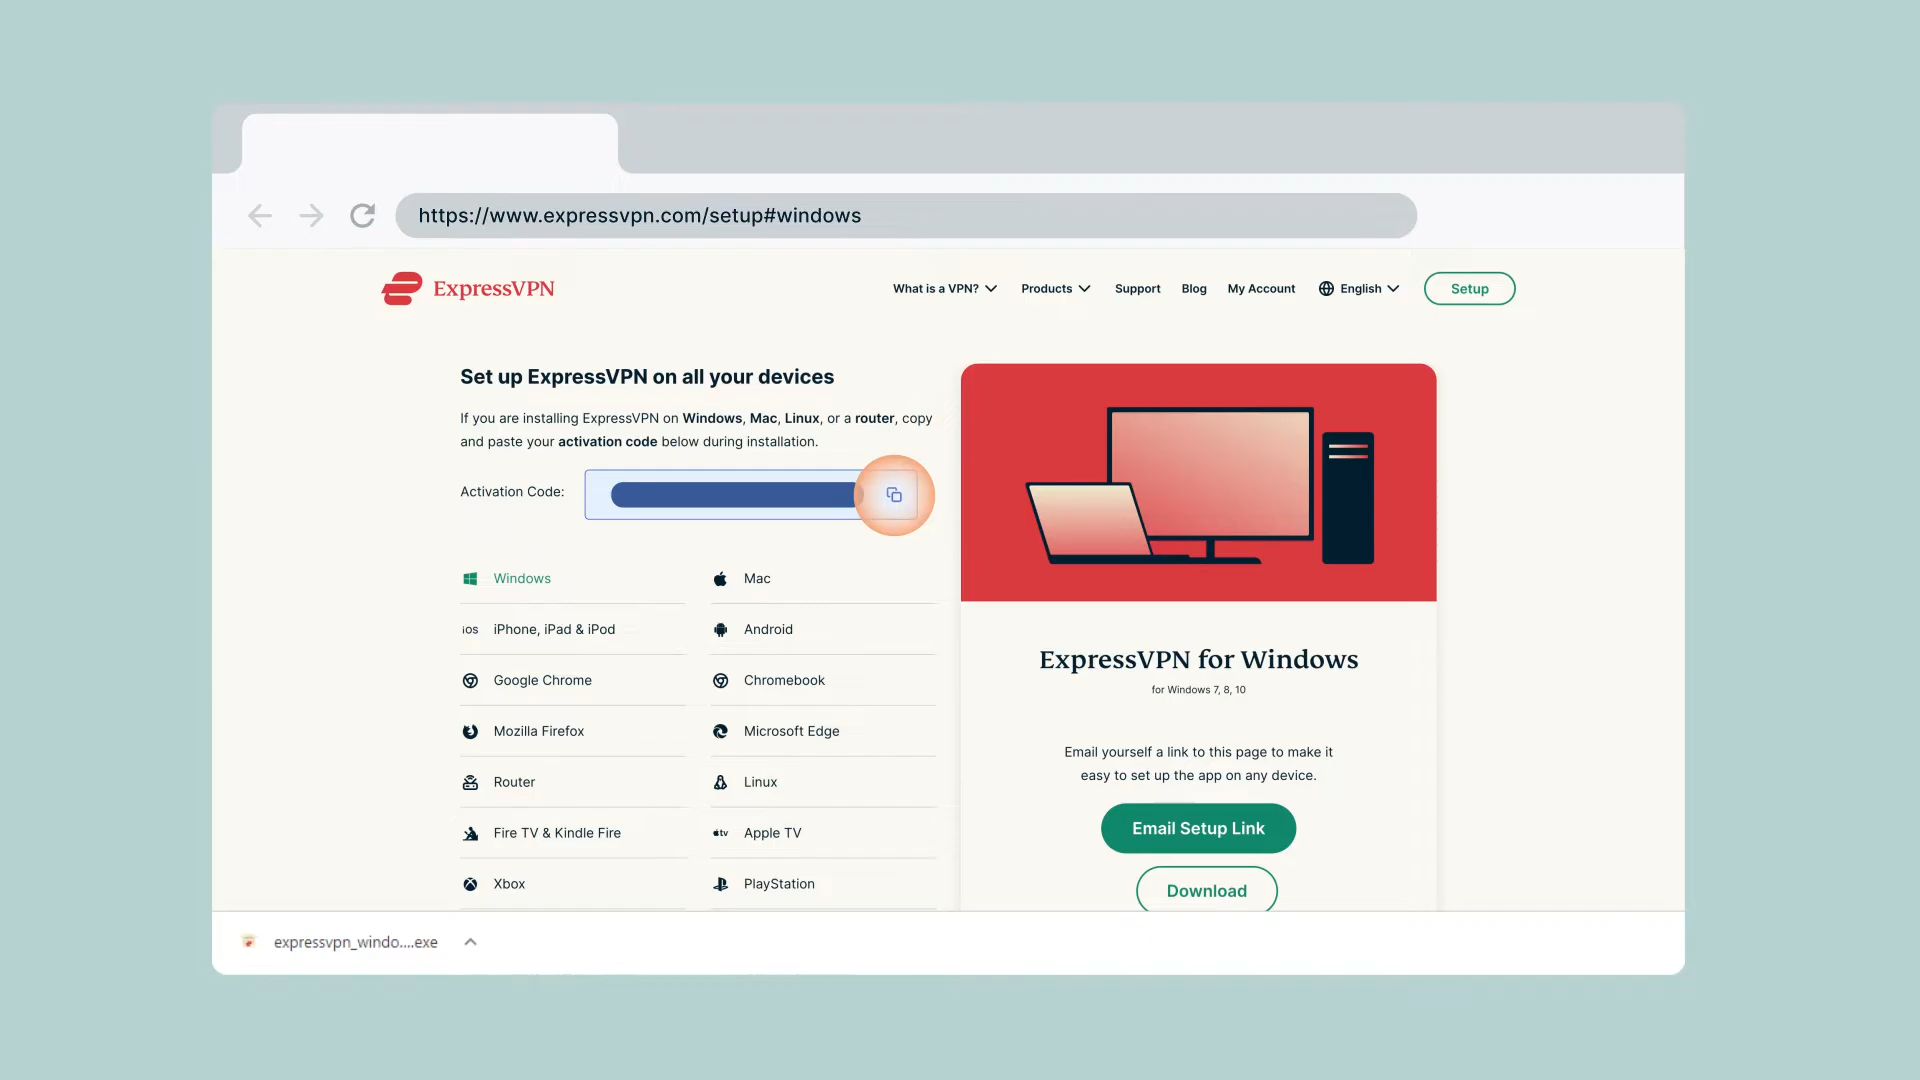 https://www.expressvpn.com/setup#windows
ExpressVPN
What is a VPN?
Products
Support
Blog
My Account
English
Setup
Set up ExpressVPN on all your devices
If you are installing ExpressVPN on Windows, Mac, Linux, or a router, copy
and paste your activation code below during installation.
Activation Code:
Windows
Mac
iOS
iPhone, iPad & iPod
Android
Google Chrome
Chromebook
Mozilla Firefox
Microsoft Edge
Router
Linux
Fire TV & Kindle Fire
tv
Apple TV
Xbox
PlayStation
ExpressVPN for Windows
for Windows 7, 8, 10
Email yourself a link to this page to make it
easy to set up the app on any device.
Email Setup Link
Download
expressvpn_windo....exe